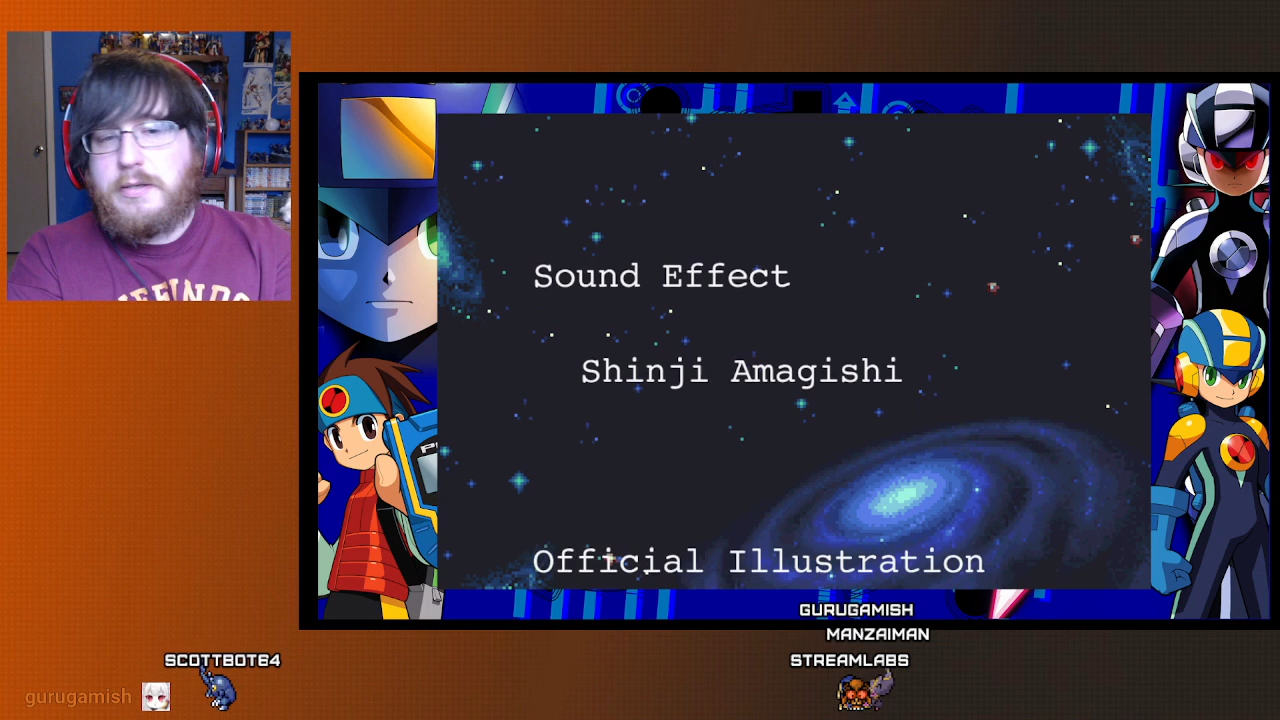 Sound Effect
Shinji Amagishi
Official Illustration
GURUGAMISH
MANZAIMAN
SCOTTBOT64
STREAMLABS
gurugamish